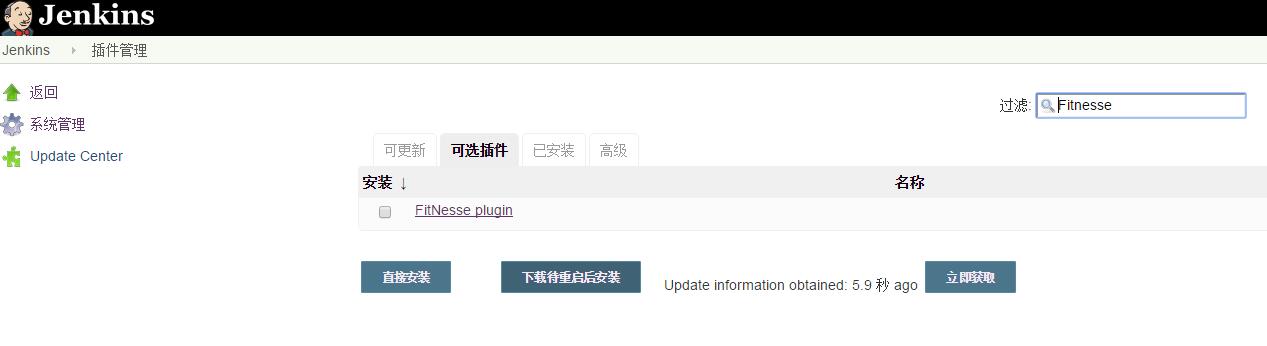 Jenkins
Jenkins 插件管理
返回
过滤: Fitnesse
系统管理
可更新 可选插件 已安装 高级
Update Center
安装 ↓ 名称
FitNesse plugin
直接安装 下载待重启后安装 Update information obtained: 5.9 秒 ago 立即获取